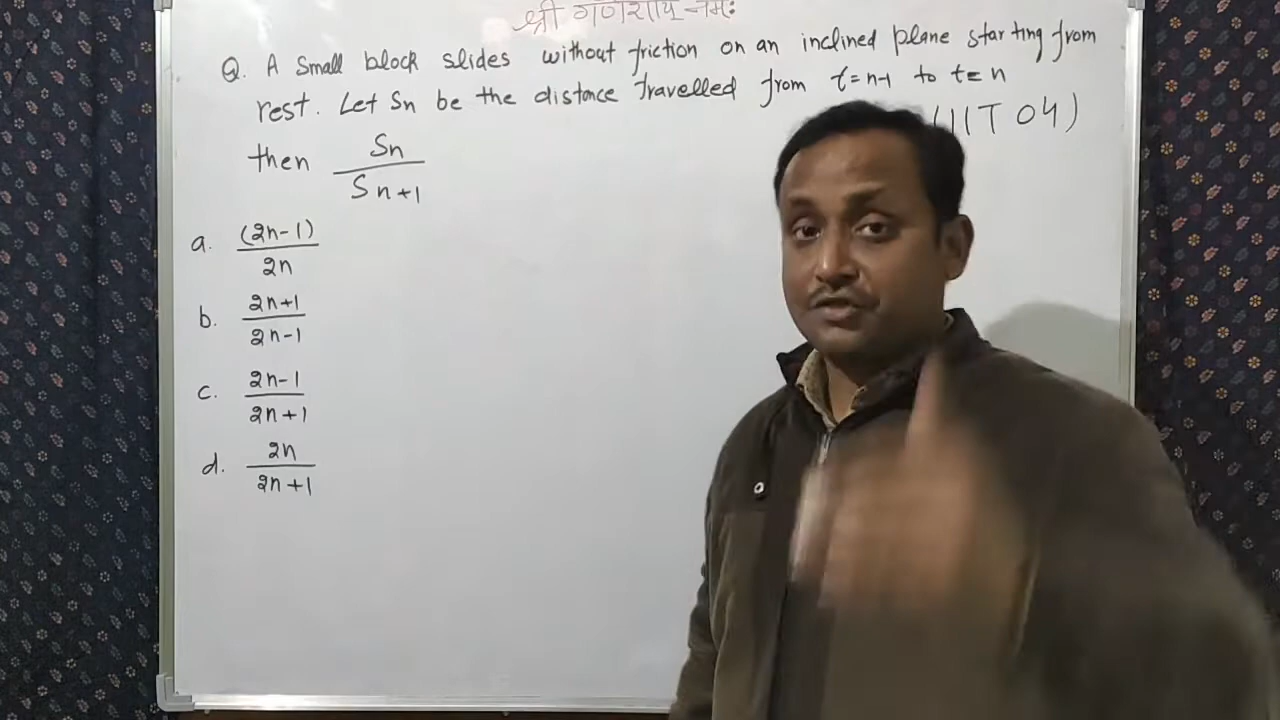 श्री गणेशाय नमः
Q. A small block slides without friction on an inclined plane starting from
rest. Let Sn be the distance travelled from t=n-1 to t=n
(IIT 04)
then Sn / Sn+1
a. (2n-1) / 2n
b. 2n+1 / 2n-1
c. 2n-1 / 2n+1
d. 2n / 2n+1